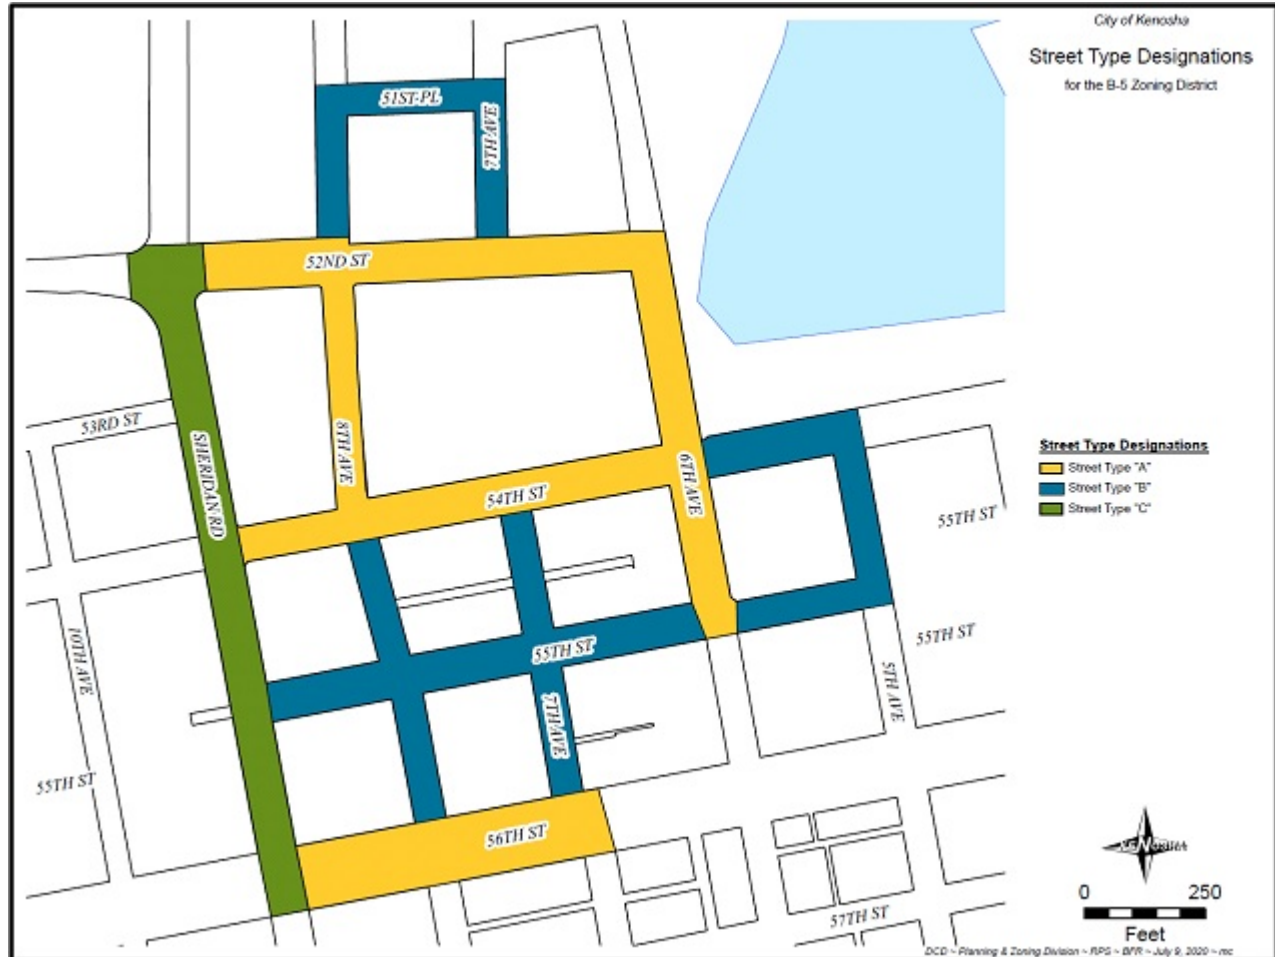 City of Kenosha
Street Type Designations
for the B-5 Zoning District
51ST PL
7TH AVE
52ND ST
53RD ST
SHERIDAN RD
8TH AVE
54TH ST
6TH AVE
Street Type Designations
Street Type "A"
Street Type "B"
Street Type "C"
55TH ST
10TH AVE
55TH ST
55TH ST
5TH AVE
7TH AVE
55TH ST
56TH ST
57TH ST
KENOSHA
0 250
Feet
DCD ~ Planning & Zoning Division ~ RPS ~ BFR ~ July 9, 2020 ~ mc